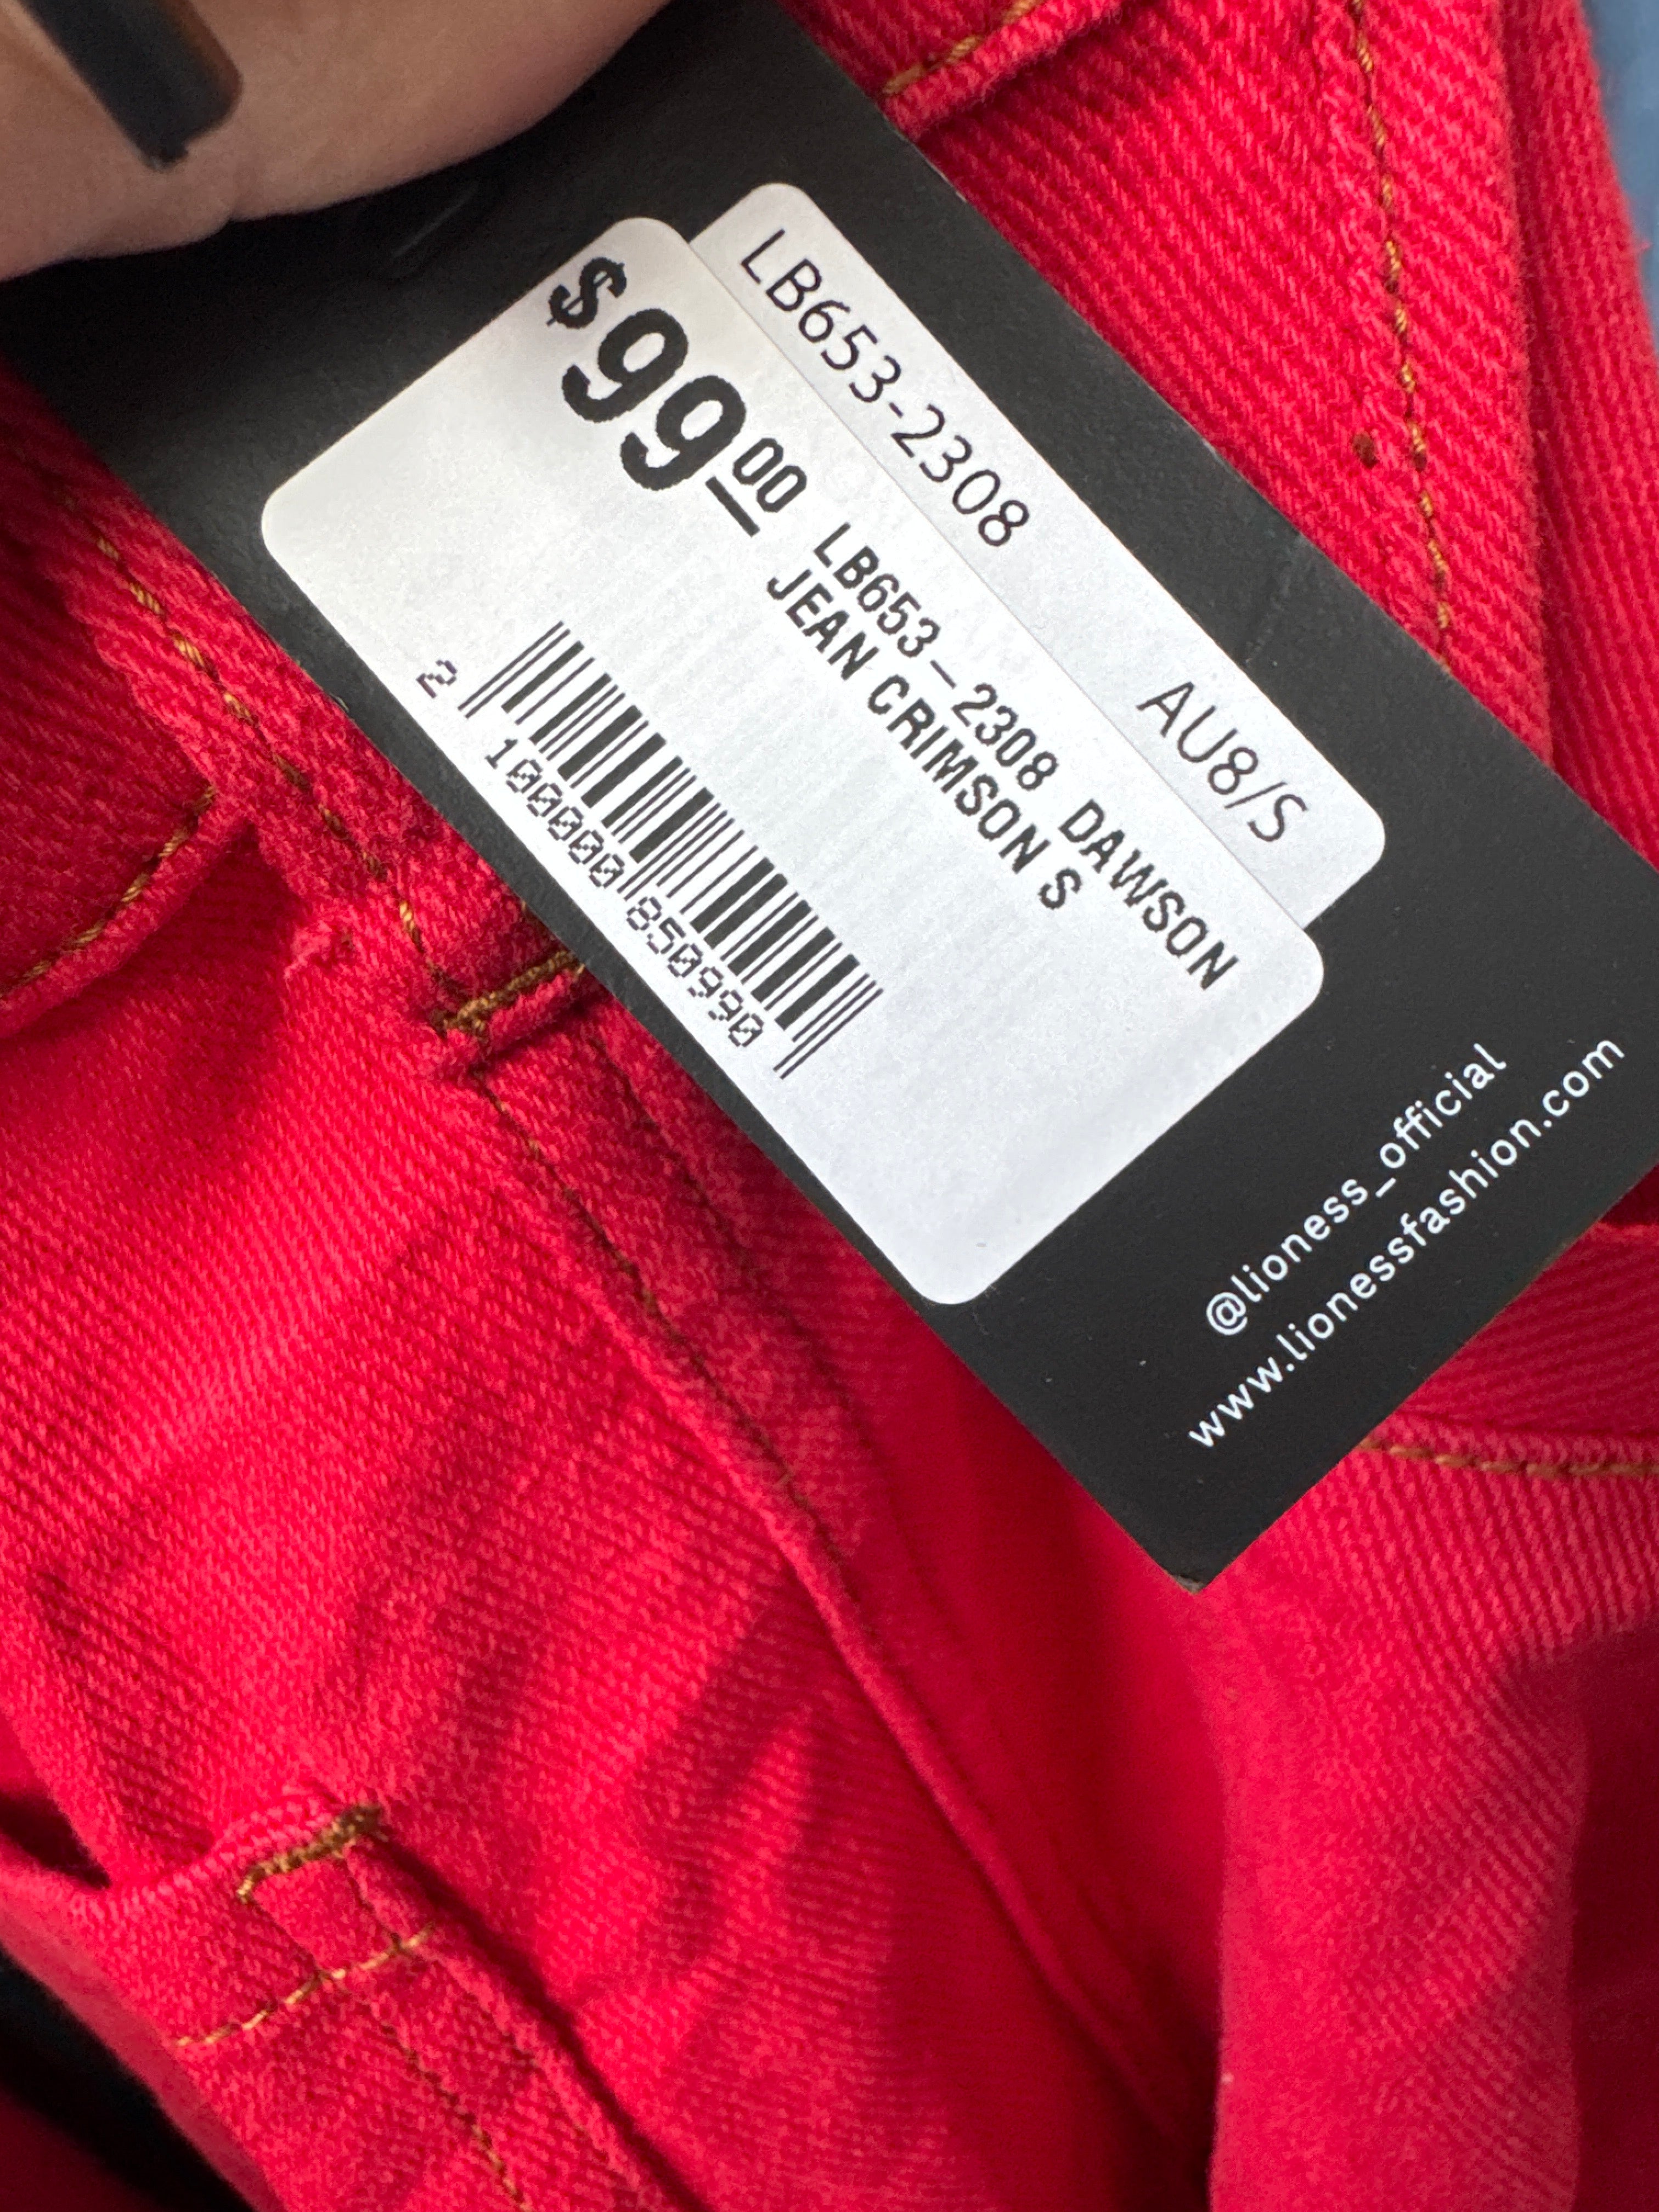 LB653-2308 AU8/S
$99.00
LB653-2308 DAWSON
JEAN CRIMSON S
2 100000 850990
@lioness_official
www.lionessfashion.com